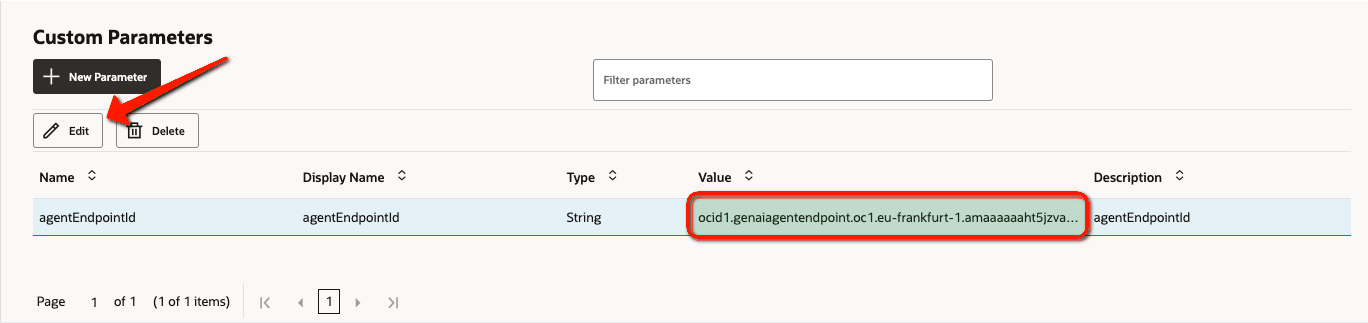 Custom Parameters
New Parameter
Filter parameters
Edit Delete
Name Display Name Type Value Description
agentEndpointId agentEndpointId String ocid1.genaiagentendpoint.oc1.eu-frankfurt-1.amaaaaaaht5jzva... agentEndpointId
Page 1 of 1 (1 of 1 items) 1